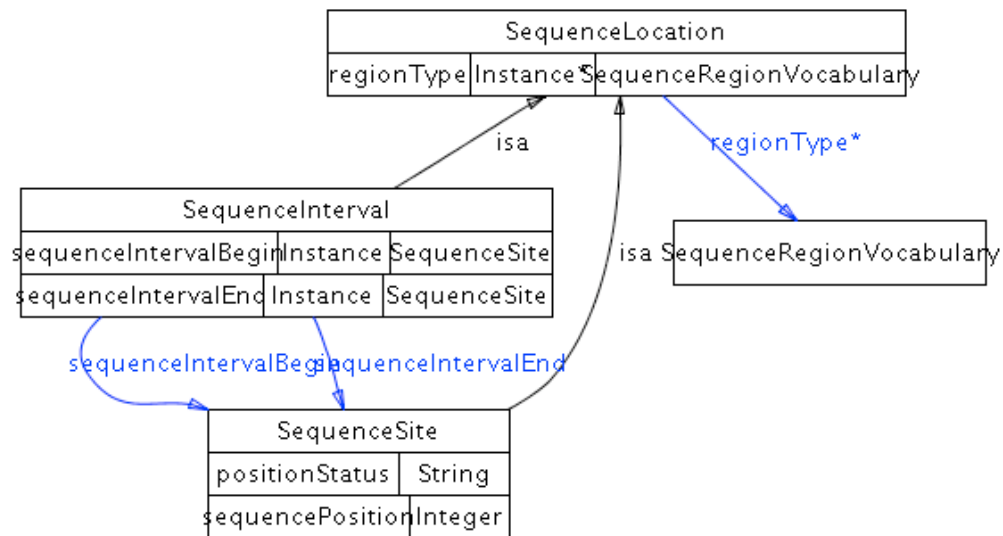 SequenceLocation
regionType Instance* SequenceRegionVocabulary
isa
regionType*
SequenceInterval
sequenceIntervalBegin Instance SequenceSite
isa SequenceRegionVocabulary
sequenceIntervalEnd Instance SequenceSite
sequenceIntervalBegin sequenceIntervalEnd
SequenceSite
positionStatus String
sequencePosition Integer